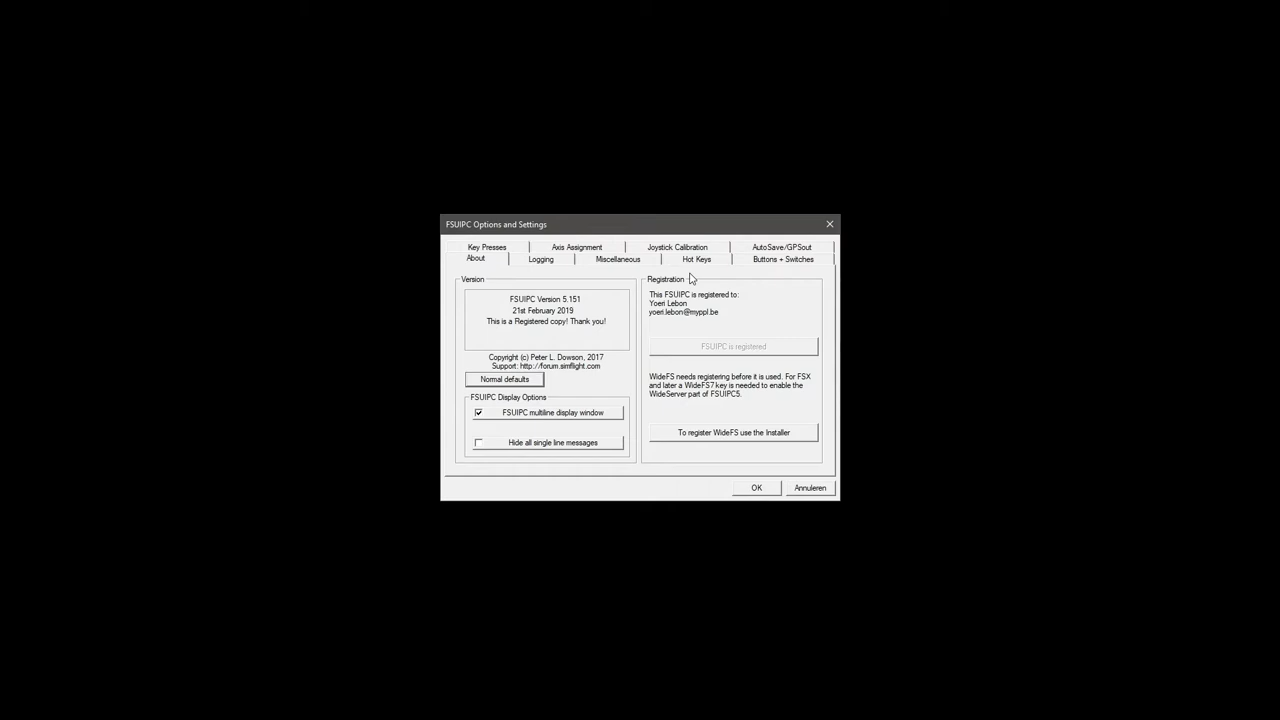 FSUIPC Options and Settings
Key Presses
Axis Assignment
Joystick Calibration
AutoSave/GPSout
About
Logging
Miscellaneous
Hot Keys
Buttons + Switches
Version
FSUIPC Version 5.151
21st February 2019
This is a Registered copy! Thank you!
Copyright (c) Peter L. Dowson, 2017
Support: http://forum.simflight.com
Normal defaults
FSUIPC Display Options
FSUIPC multiline display window
Hide all single line messages
Registration
This FSUIPC is registered to:
Yoeri Lebon
yoeri.lebon@myppl.be
FSUIPC is registered
WideFS needs registering before it is used. For FSX
and later a WideFS7 key is needed to enable the
WideServer part of FSUIPC5.
To register WideFS use the Installer
OK
Annuleren